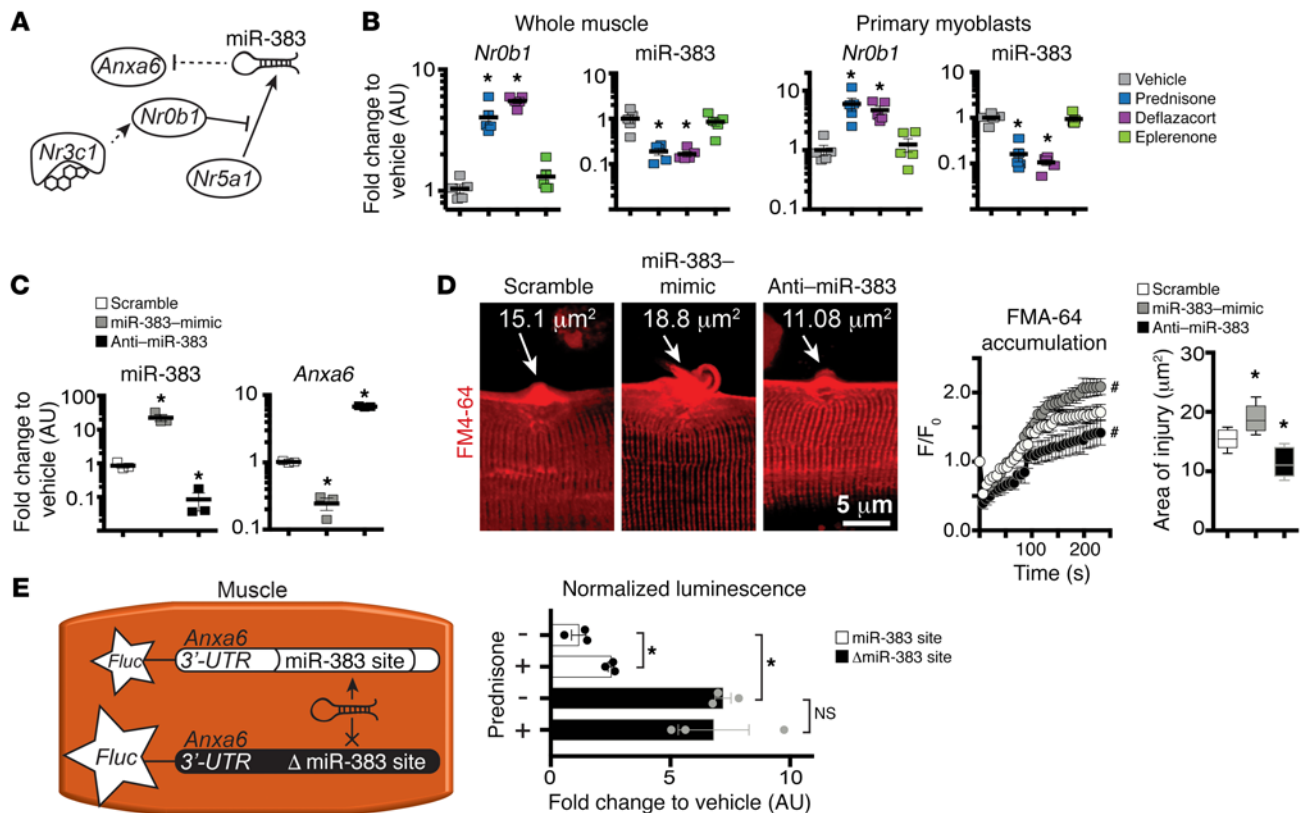 A
miR-383
Anxa6
Nr0b1
Nr3c1
Nr5a1
B
Whole muscle
Primary myoblasts
Nr0b1
miR-383
Nr0b1
miR-383
Fold change to
vehicle (AU)
10
1
*
*
10
1
0.1
*
*
10
1
0.1
*
*
10
1
0.1
*
*
Vehicle
Prednisone
Deflazacort
Eplerenone
C
Scramble
miR-383–mimic
Anti–miR-383
miR-383
Anxa6
Fold change to
vehicle (AU)
100
10
1
0.100
0.01
*
*
10
1
0.1
*
*
D
Scramble
miR-383–
mimic
Anti–miR-383
15.1 μm²
18.8 μm²
11.08 μm²
FM4-64
5 μm
FMA-64
accumulation
F/F₀
2.0
1.0
0.0
100
200
Time (s)
#
#
Scramble
miR-383–mimic
Anti–miR-383
Area of injury (μm²)
30
20
10
0
*
*
E
Muscle
Fluc
Anxa6
3'-UTR
miR-383 site
Fluc
Anxa6
3'-UTR
Δ miR-383 site
Normalized luminescence
Prednisone
–
+
–
+
*
*
NS
0
5
10
Fold change to vehicle (AU)
miR-383 site
ΔmiR-383 site